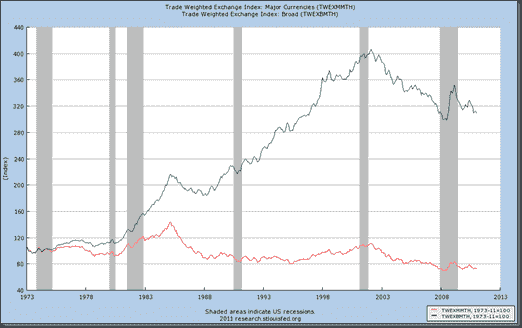 Trade Weighted Exchange Index: Major Currencies (TWEXMMTH)
Trade Weighted Exchange Index: Broad (TWEXBMTH)
440
400
360
320
280
240
200
160
120
80
40
(Index)
1973 1978 1983 1988 1993 1998 2003 2008 2013
Shaded areas indicate US recessions.
2011 research.stlouisfed.org
TWEXMMTH, 1973-11=100
TWEXBMTH, 1973-11=100